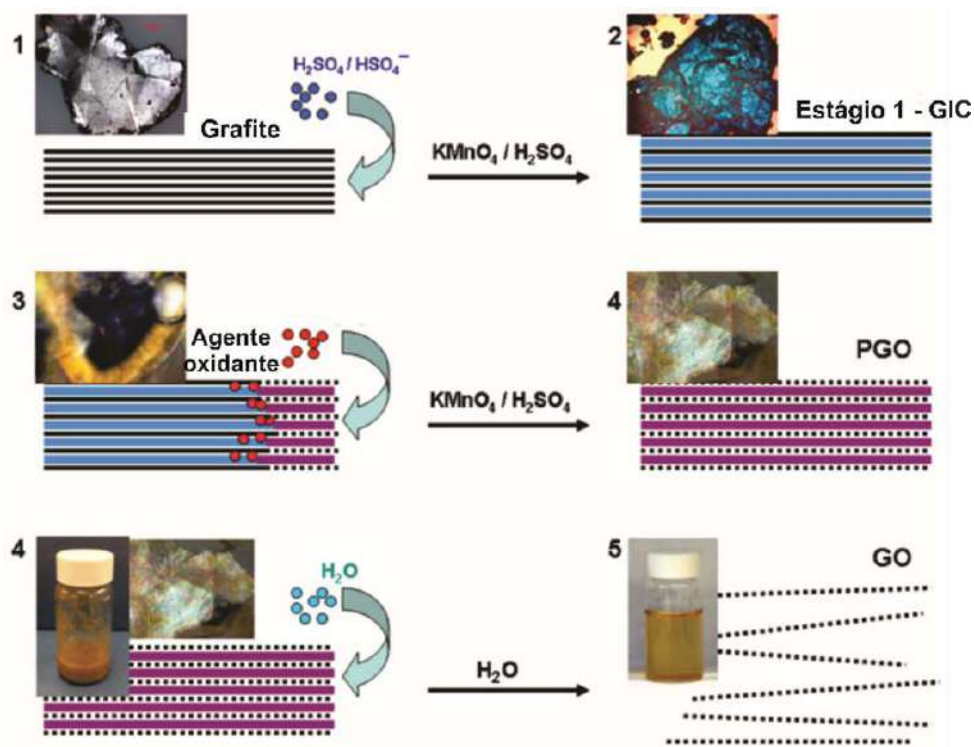 1
H₂SO₄ / HSO₄⁻
Grafite
KMnO₄ / H₂SO₄
2
Estágio 1 - GIC
3
Agente
oxidante
KMnO₄ / H₂SO₄
4
PGO
4
H₂O
H₂O
5
GO